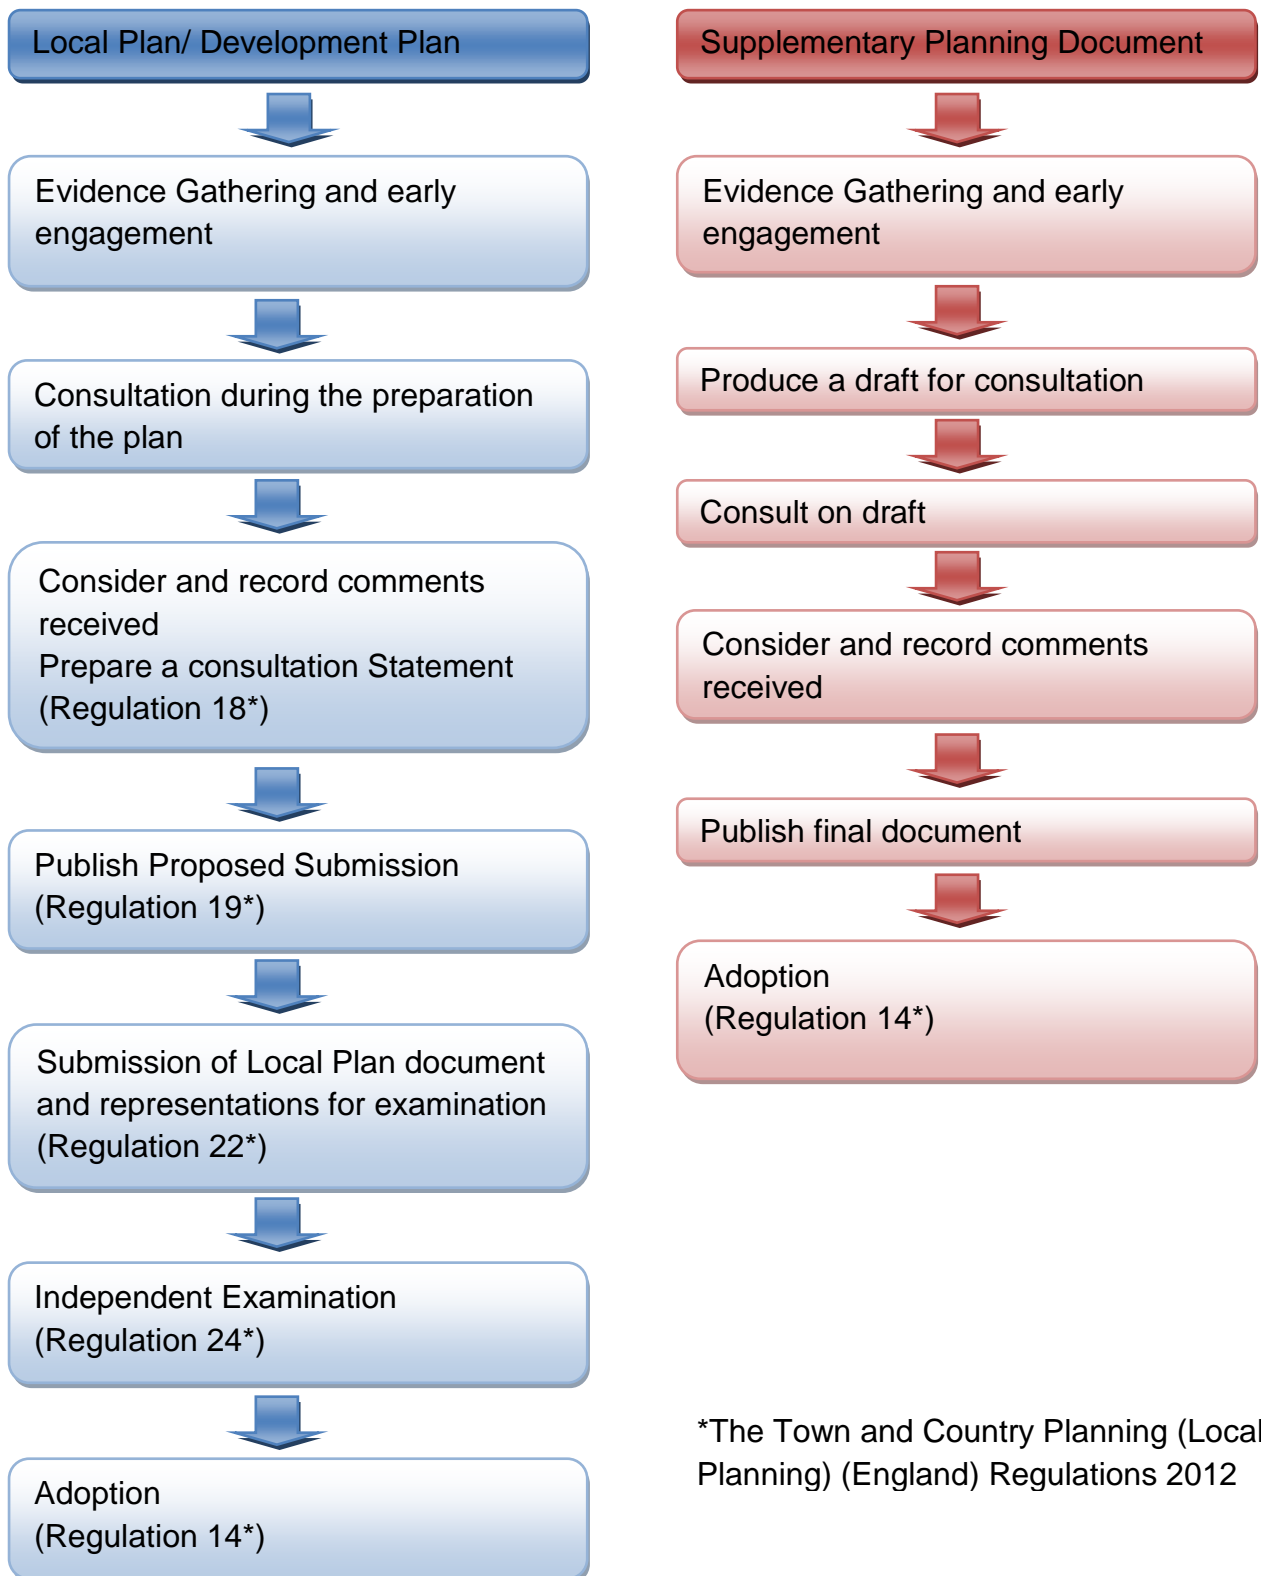 Local Plan/ Development Plan
Evidence Gathering and early
engagement
Consultation during the preparation
of the plan
Consider and record comments
received
Prepare a consultation Statement
(Regulation 18*)
Publish Proposed Submission
(Regulation 19*)
Submission of Local Plan document
and representations for examination
(Regulation 22*)
Independent Examination
(Regulation 24*)
Adoption
(Regulation 14*)
Supplementary Planning Document
Evidence Gathering and early
engagement
Produce a draft for consultation
Consult on draft
Consider and record comments
received
Publish final document
Adoption
(Regulation 14*)
*The Town and Country Planning (Local
Planning) (England) Regulations 2012